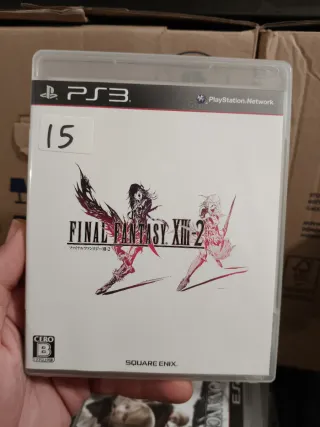 PS3
PlayStation Network
15
FINAL FANTASY XIII-2
ファイナルファンタジーXIII-2
SQUARE ENIX
CERO
B